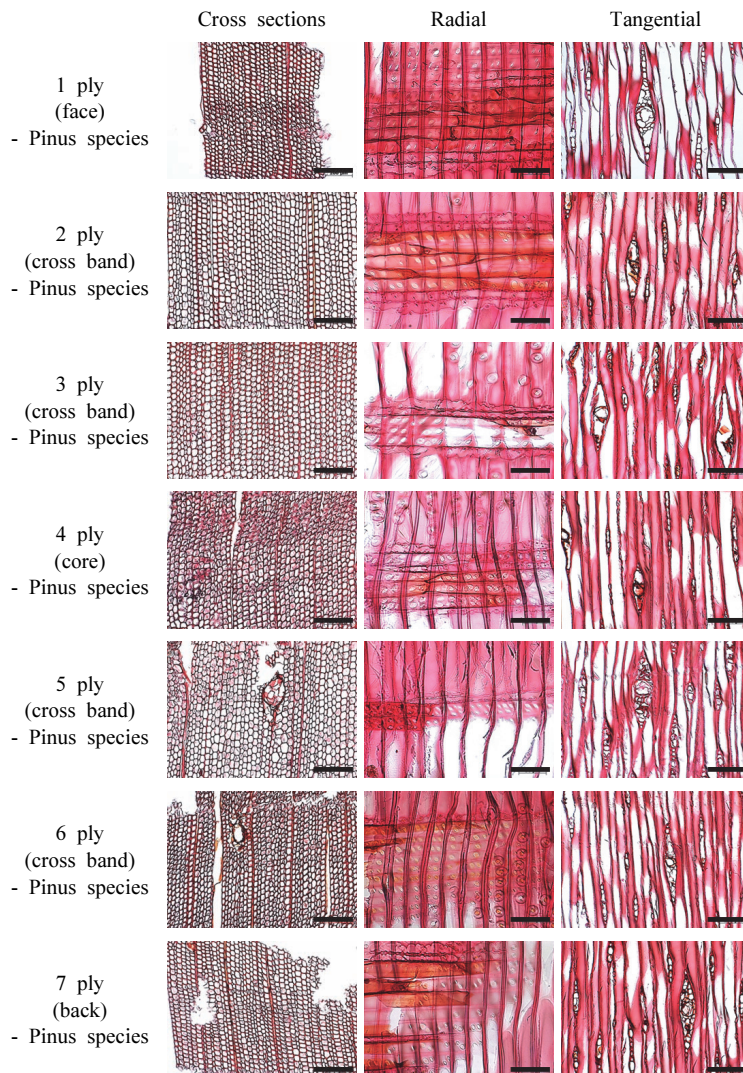 Cross sections Radial Tangential
1 ply
(face)
- Pinus species
2 ply
(cross band)
- Pinus species
3 ply
(cross band)
- Pinus species
4 ply
(core)
- Pinus species
5 ply
(cross band)
- Pinus species
6 ply
(cross band)
- Pinus species
7 ply
(back)
- Pinus species